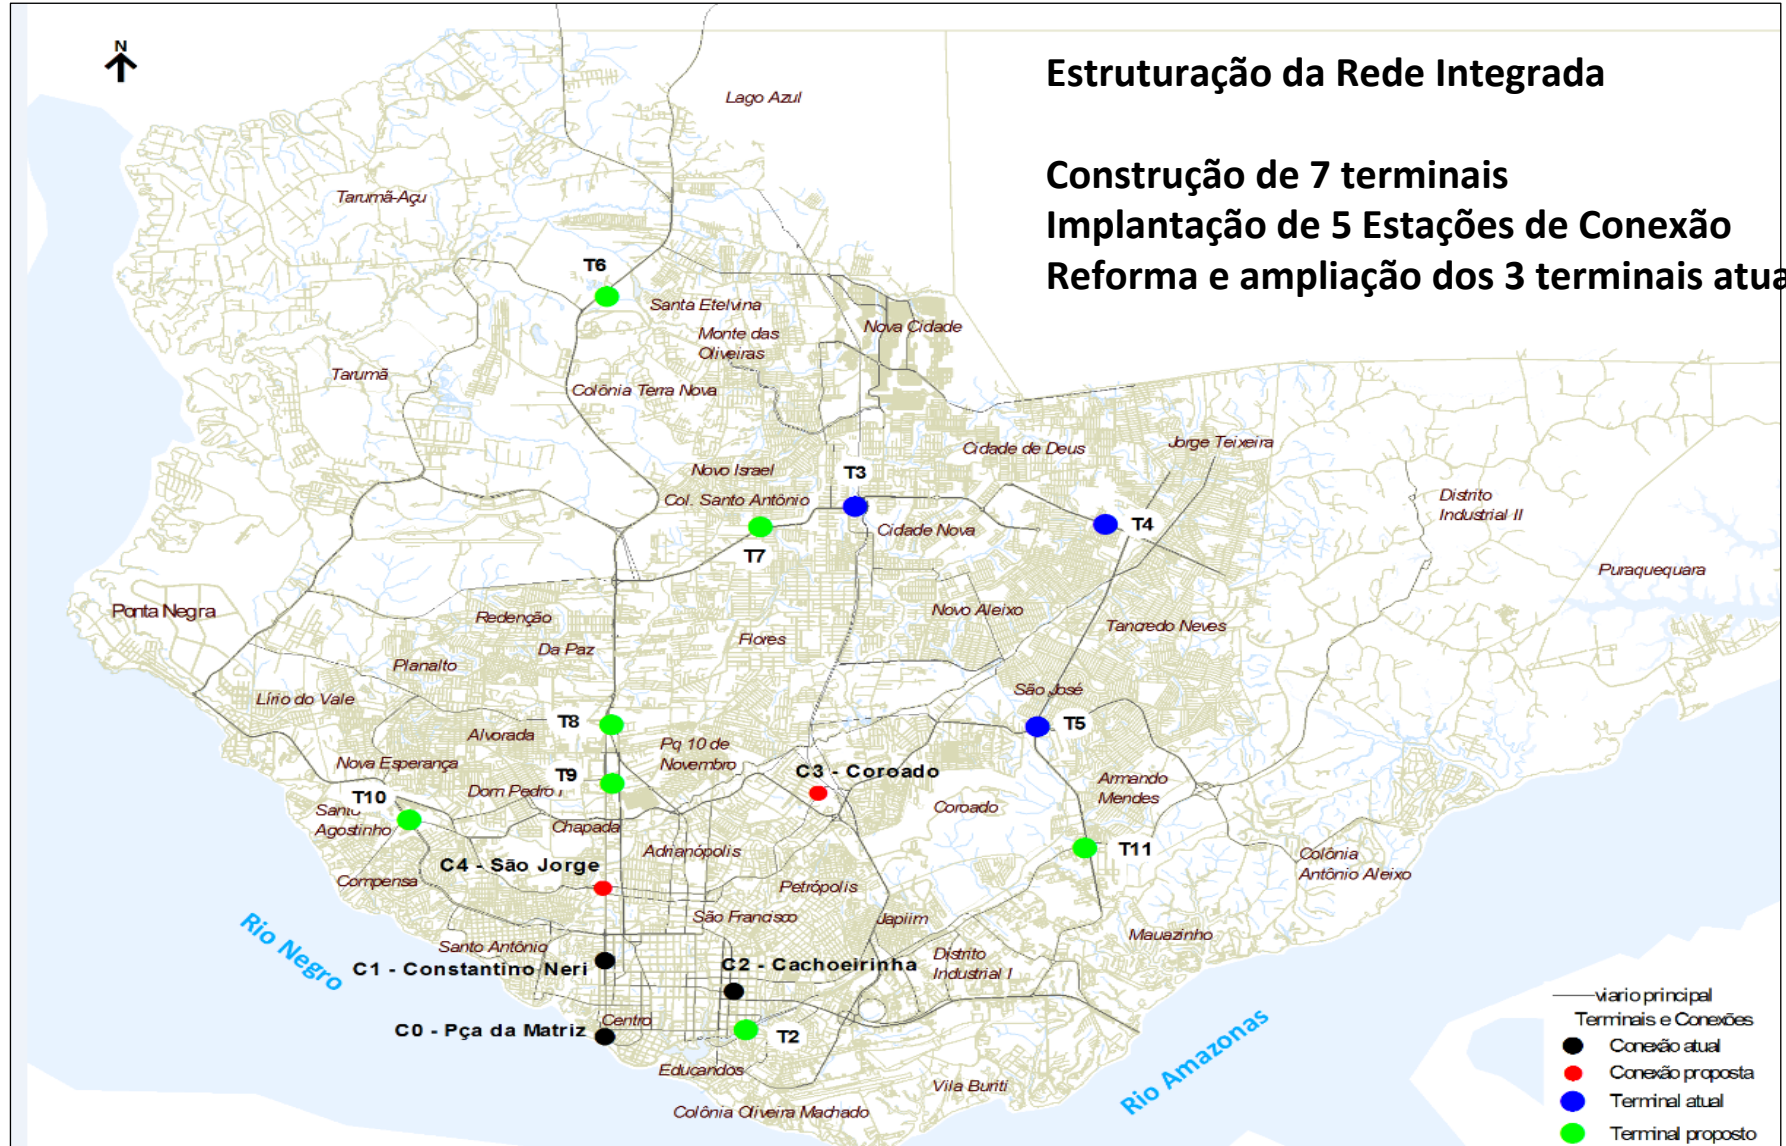 N
Estruturação da Rede Integrada
Construção de 7 terminais
Implantação de 5 Estações de Conexão
Reforma e ampliação dos 3 terminais atua
Lago Azul
Tarumã-Açu
T6
Santa Etelvina
Monte das
Oliveiras
Nova Cidade
Tarumã
Colônia Terra Nova
Cidade de Deus
Jorge Teixeira
Novo Israel
T3
Col. Santo Antônio
Distrito
Industrial II
Cidade Nova
T4
T7
Puraquequara
Ponta Negra
Redenção
Novo Aleixo
Tancredo Neves
Flores
Da Paz
Planalto
Lírio do Vale
São José
T8
T5
Alvorada
Pq 10 de
Novembro
Nova Esperança
C3 - Coroado
T9
Armando
Mendes
Dom Pedro I
T10
Coroado
Santo
Agostinho
Chapada
Adrianópolis
T11
Colônia
Antônio Aleixo
C4 - São Jorge
Compensa
Petrópolis
São Francisco
Japiim
Rio Negro
Mauazinho
Santo Antônio
Distrito
Industrial I
C1 - Constantino Neri
C2 - Cachoeirinha
Centro
C0 - Pça da Matriz
T2
Educandos
Vila Buriti
Rio Amazonas
Colônia Oliveira Machado
viario principal
Terminais e Conexões
Conexão atual
Conexão proposta
Terminal atual
Terminal proposto